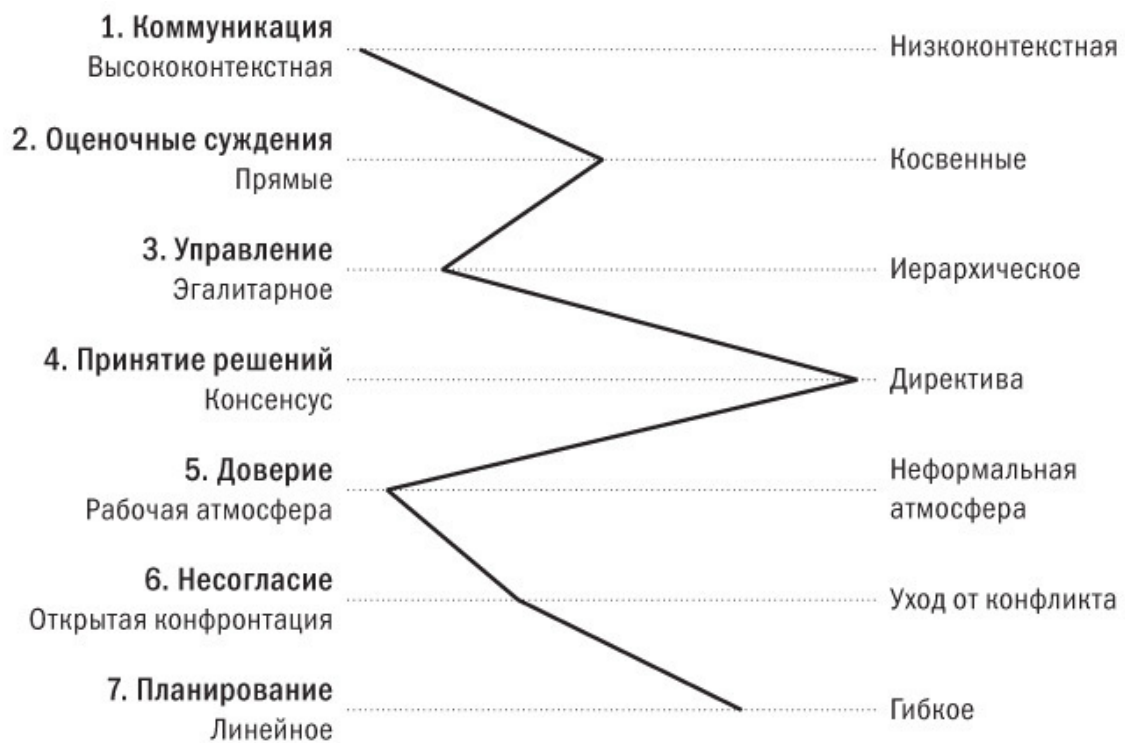 1. Коммуникация
Высококонтекстная
Низкоконтекстная
2. Оценочные суждения
Прямые
Косвенные
3. Управление
Эгалитарное
Иерархическое
4. Принятие решений
Консенсус
Директива
5. Доверие
Рабочая атмосфера
Неформальная
атмосфера
6. Несогласие
Открытая конфронтация
Уход от конфликта
7. Планирование
Линейное
Гибкое